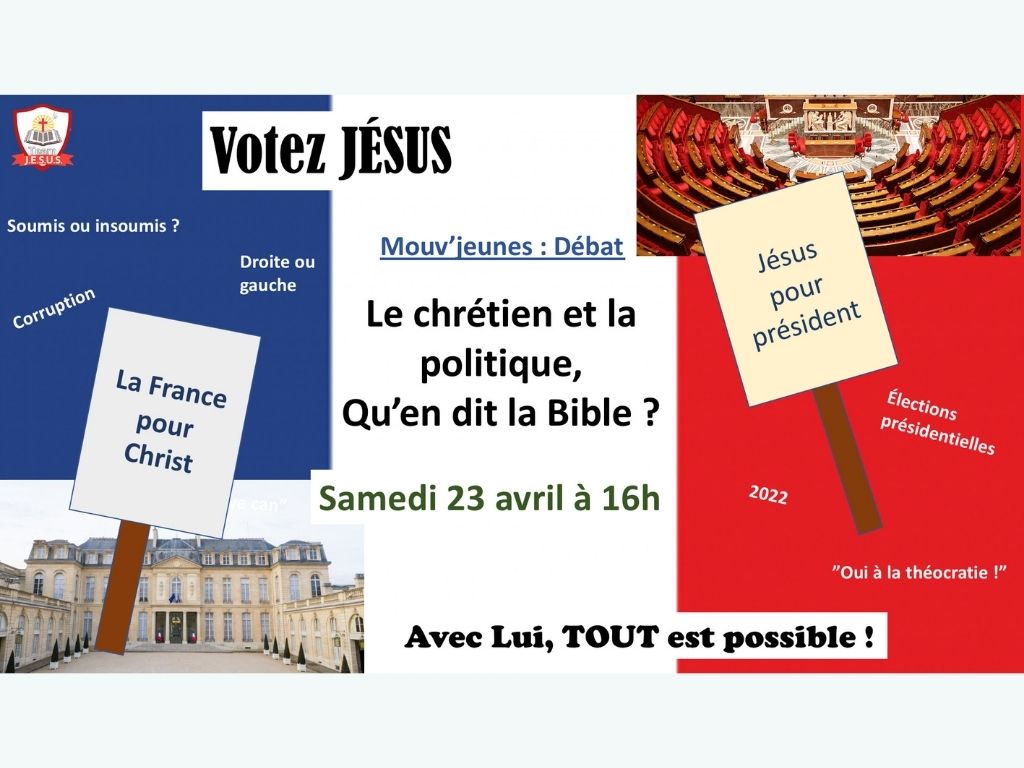 J.E.S.U.S.
Votez JÉSUS
Soumis ou insoumis ?
Droite ou
gauche
Corruption
La France
pour
Christ
Mouv’jeunes : Débat
Le chrétien et la
politique,
Qu’en dit la Bible ?
Samedi 23 avril à 16h
can”
Jésus
pour
président
Élections
présidentielles
2022
”Oui à la théocratie !”
Avec Lui, TOUT est possible !